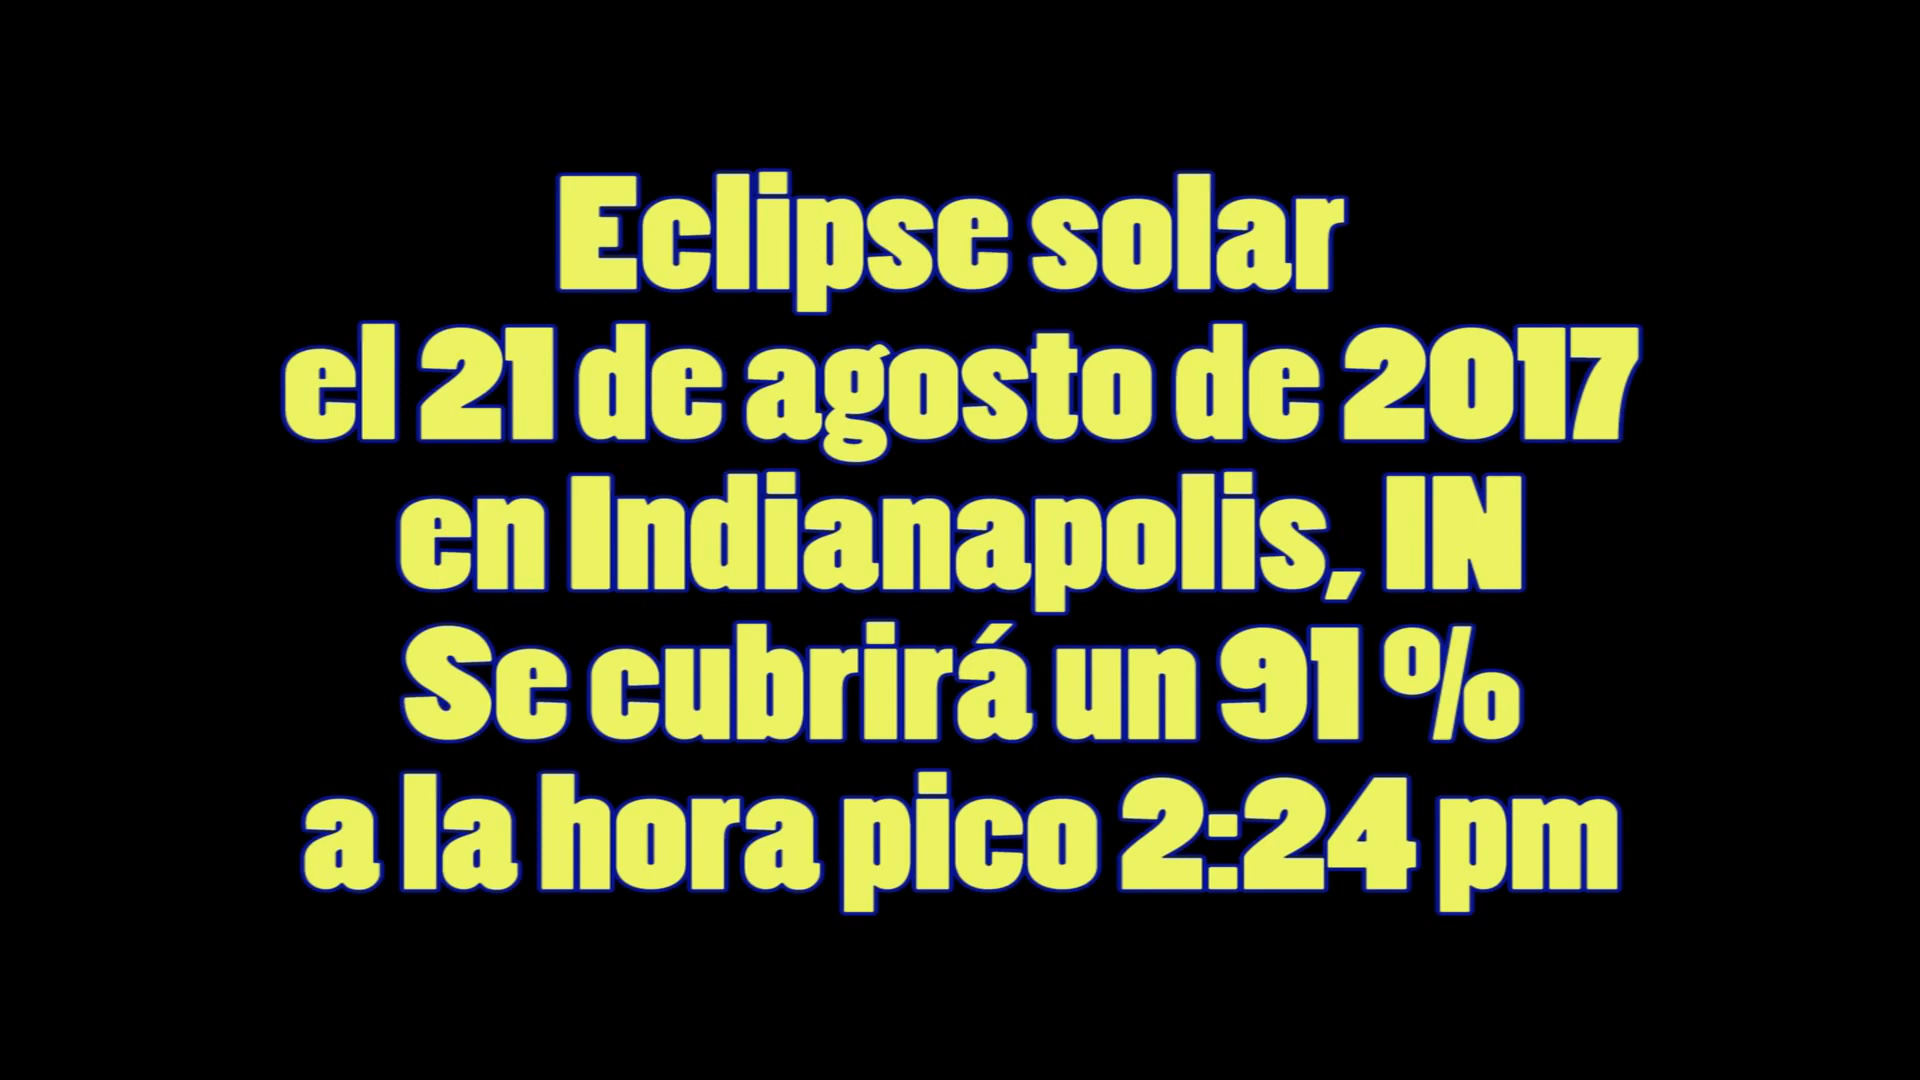 Eclipse solar
el 21 de agosto de 2017
en Indianapolis, IN
Se cubrirá un 91 %
a la hora pico 2:24 pm